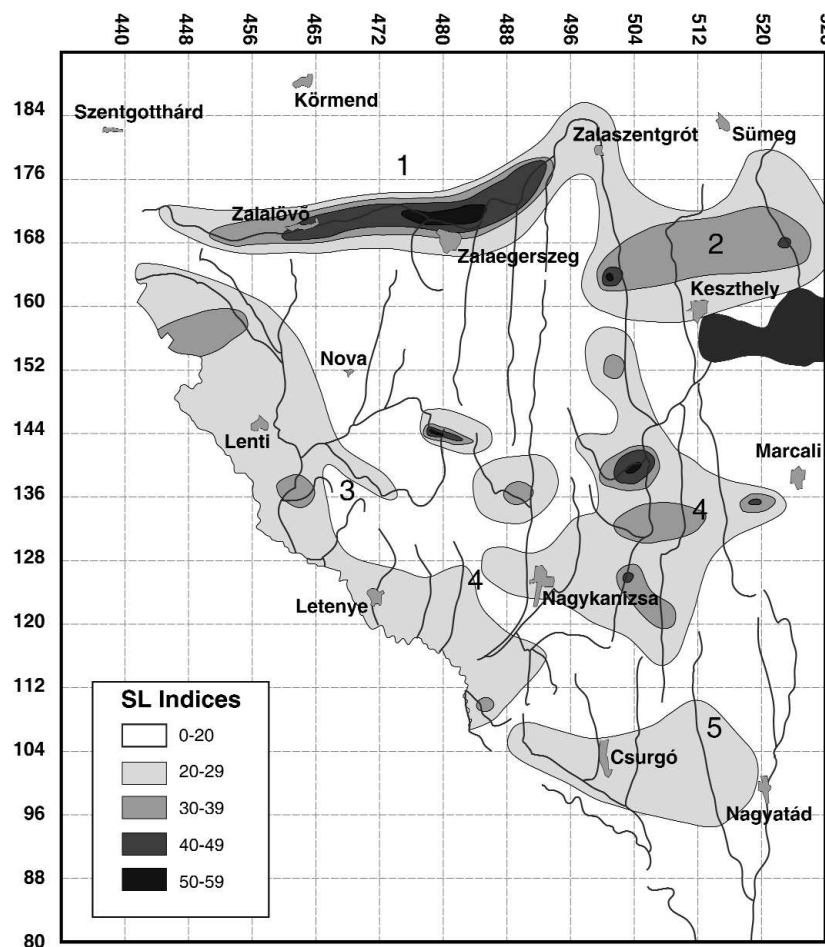 440 448 456 465 472 480 488 496 504 512 520 528
184
176
168
160
152
144
136
128
120
112
104
96
88
80
Körmend
Szentgotthárd
Zalaszentgrót
Sümeg
1
Zalalövő
Zalaegerszeg
2
Keszthely
Nova
Lenti
Marcali
3
4
4
Nagykanizsa
Letenye
5
Csurgó
Nagyatád
SL Indices
0-20
20-29
30-39
40-49
50-59